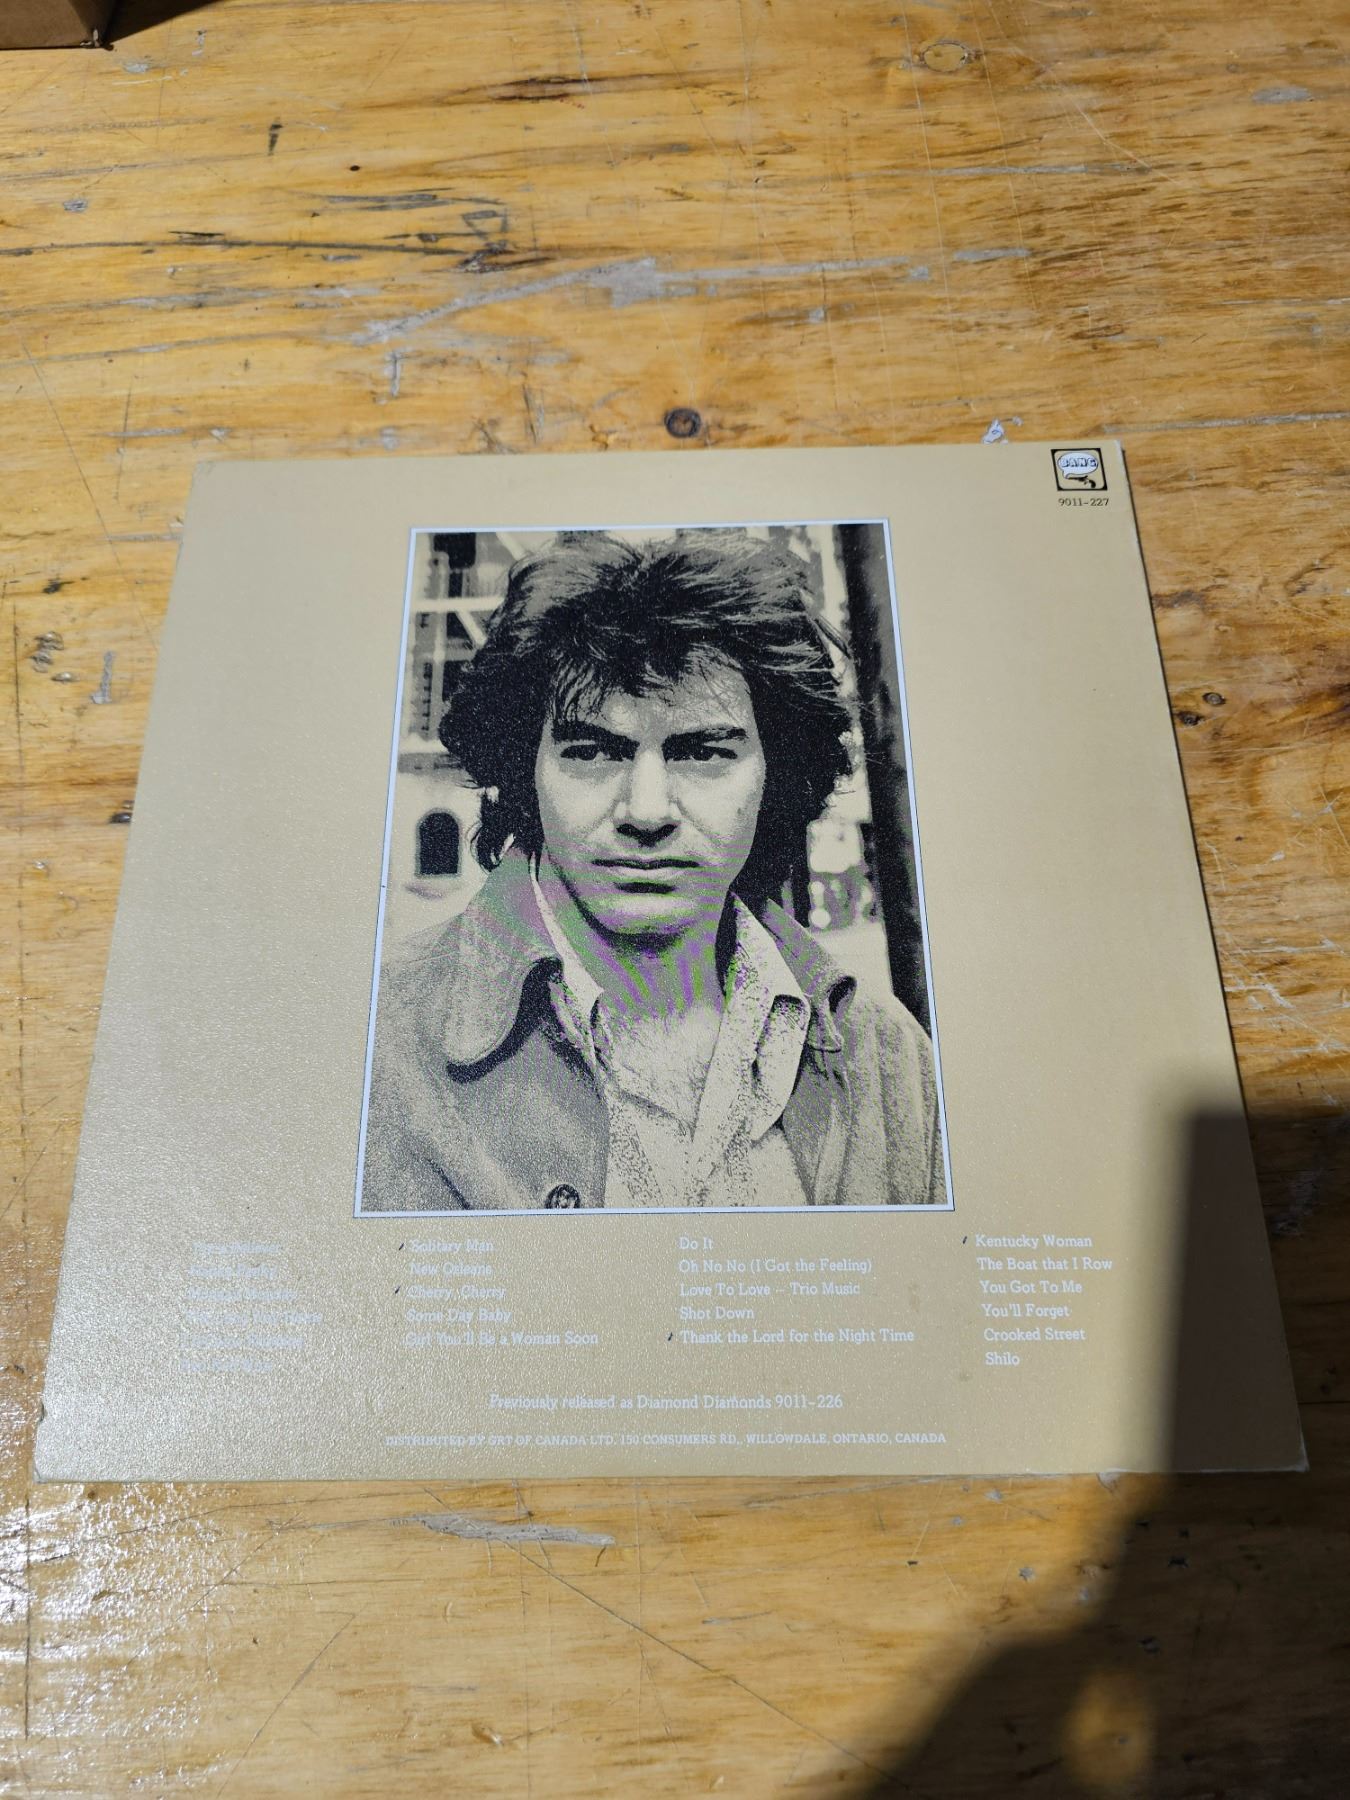 BANG
9011-227
Solitary Man
New Orleans
Cherry, Cherry
Some Day Baby
Girl You'll Be a Woman Soon
Do It
Oh No No (I Got the Feeling)
Love To Love - Trio Music
Shot Down
Thank the Lord for the Night Time
Kentucky Woman
The Boat that I Row
You Got To Me
You'll Forget
Crooked Street
Shilo
Previously released as Diamond Diamonds 9011-226
DISTRIBUTED BY GRT OF CANADA LTD. 150 CONSUMERS RD., WILLOWDALE, ONTARIO, CANADA